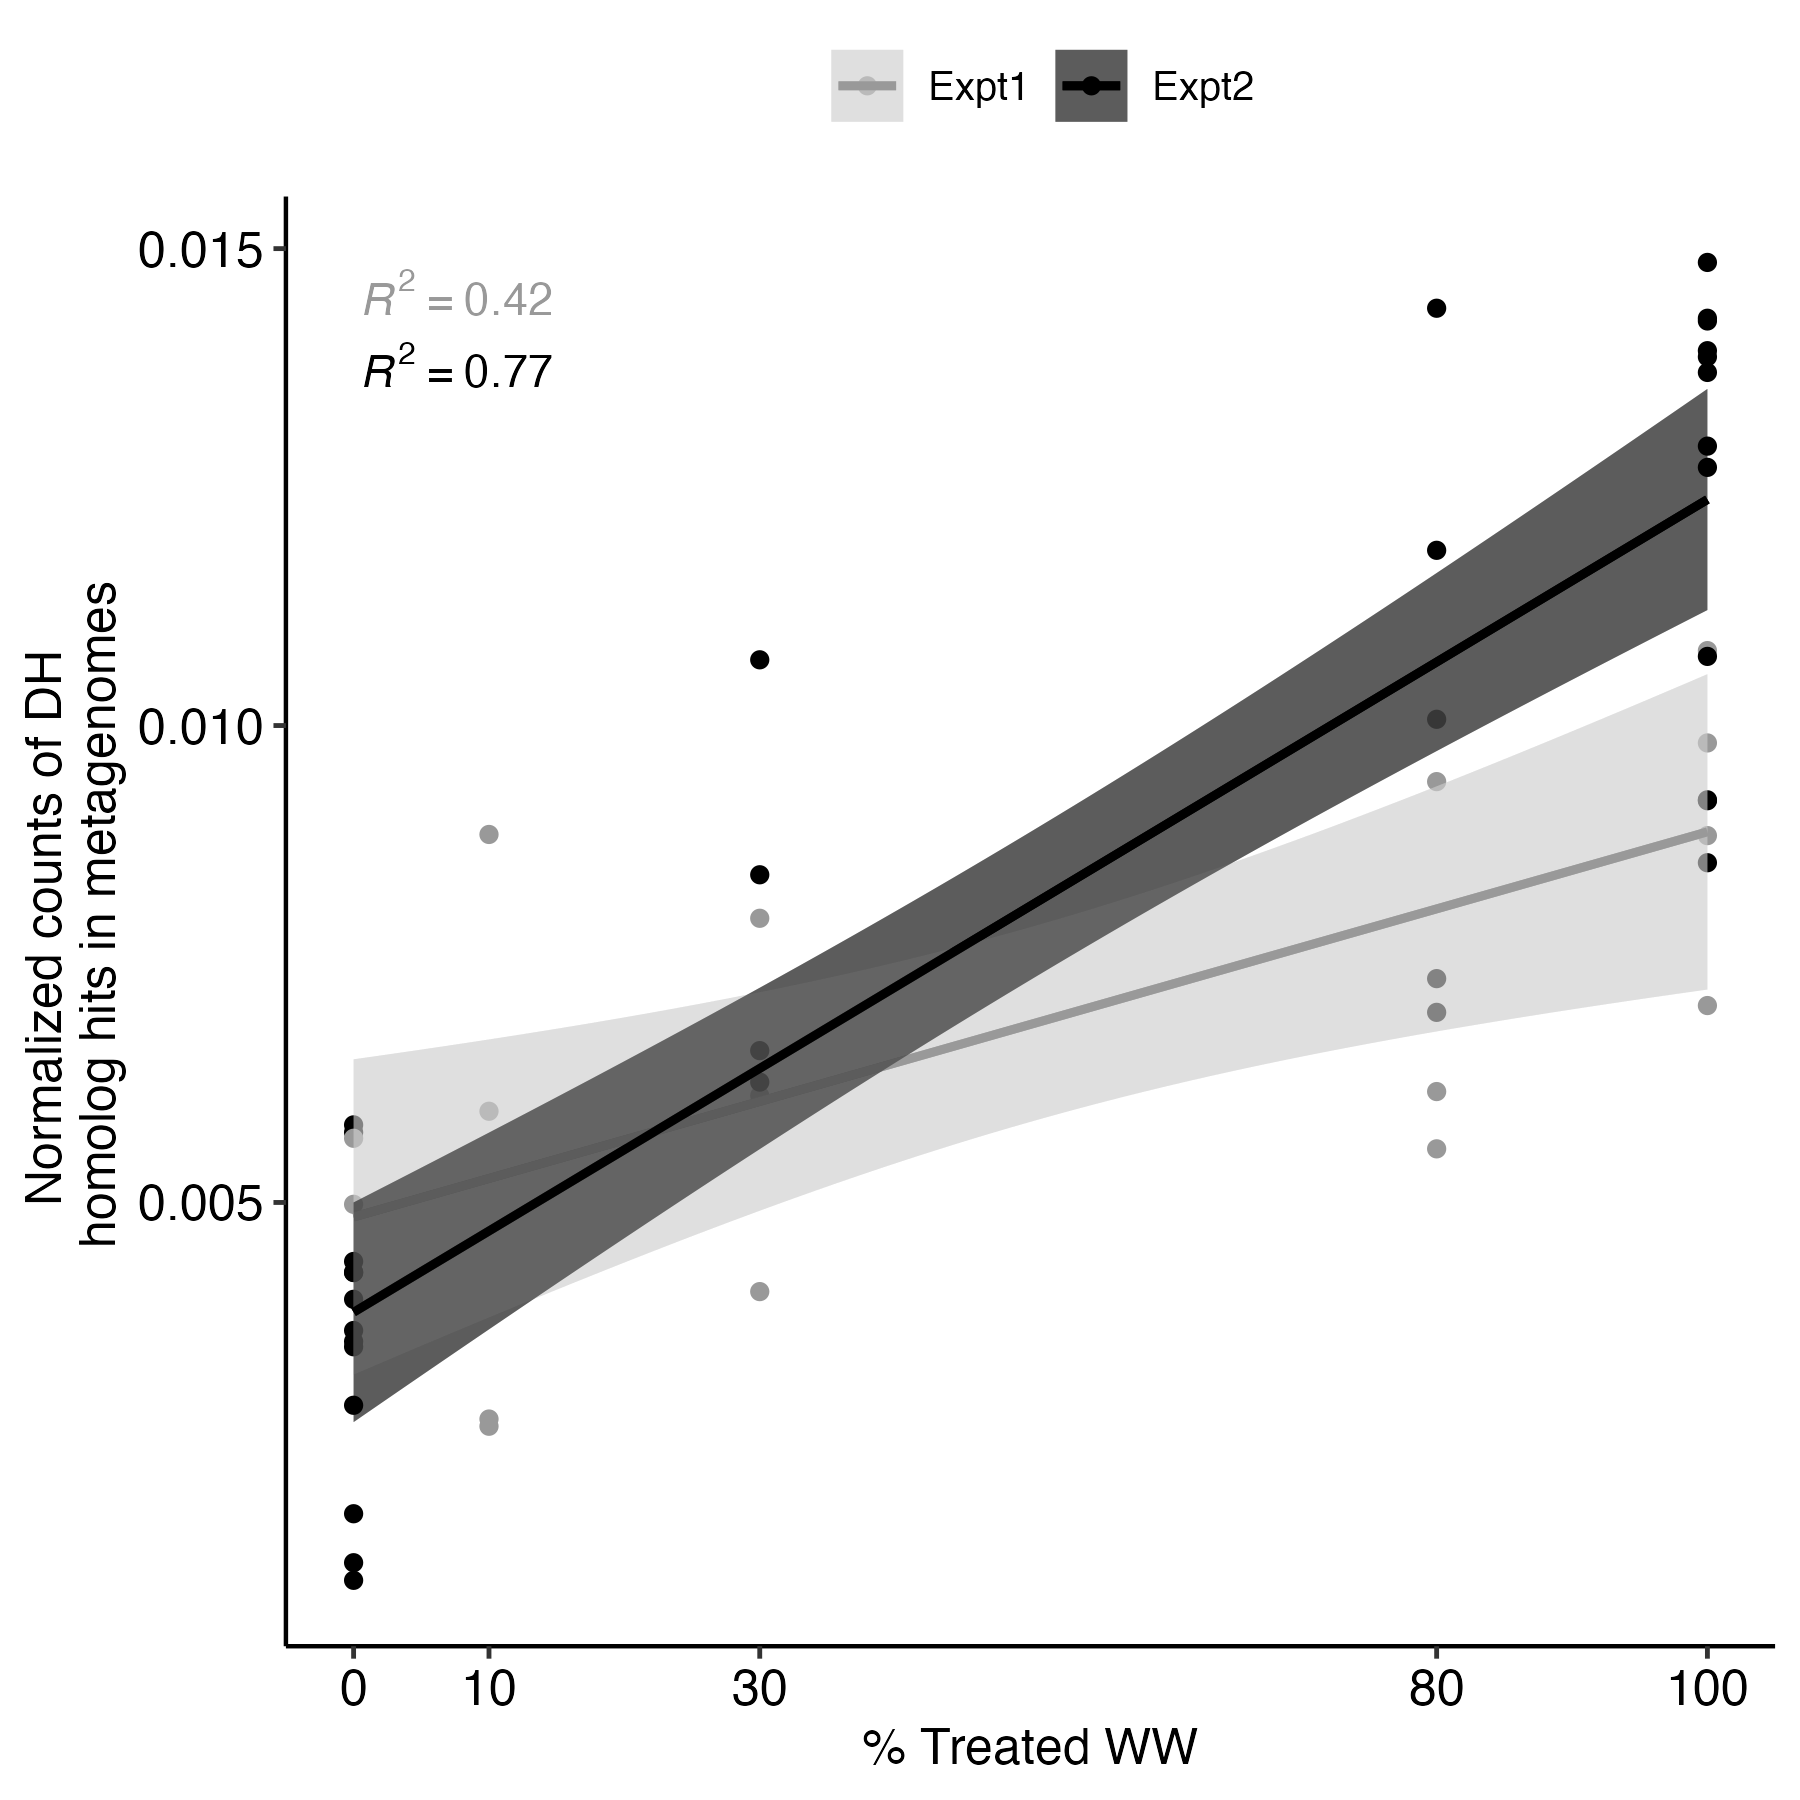 Expt1 Expt2
0.015
R² = 0.42
R² = 0.77
Normalized counts of DH
homolog hits in metagenomes
0.010
0.005
0 10 30 80 100
% Treated WW